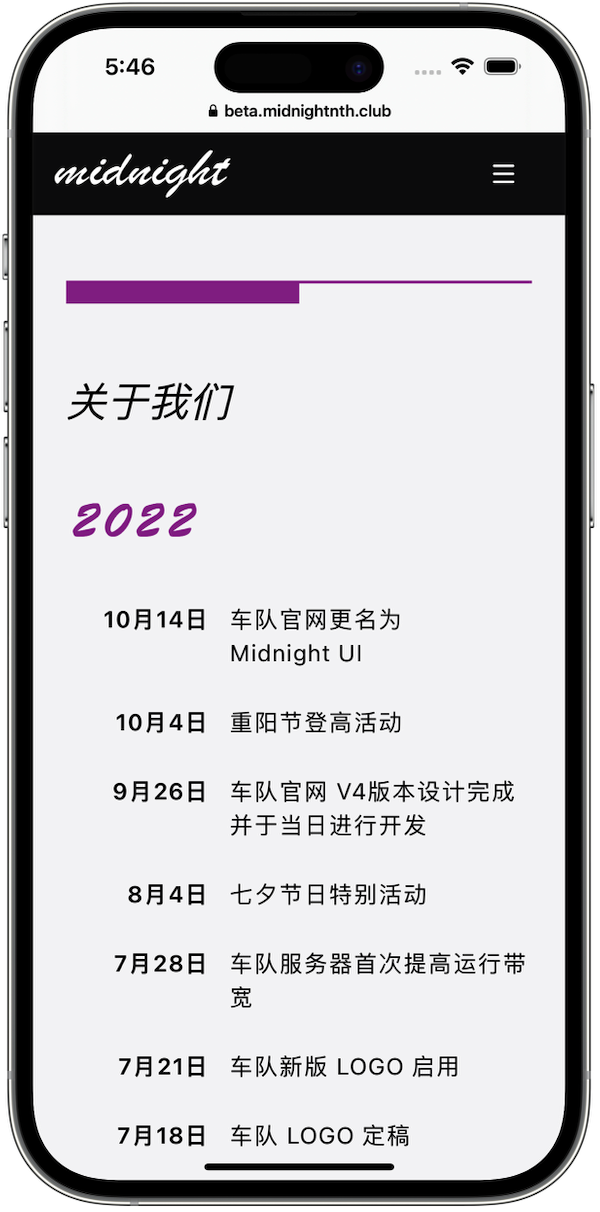 5:46
beta.midnightnth.club
midnight
关于我们
2022
10月14日 车队官网更名为
Midnight UI
10月4日 重阳节登高活动
9月26日 车队官网 V4版本设计完成
并于当日进行开发
8月4日 七夕节日特别活动
7月28日 车队服务器首次提高运行带
宽
7月21日 车队新版 LOGO 启用
7月18日 车队 LOGO 定稿